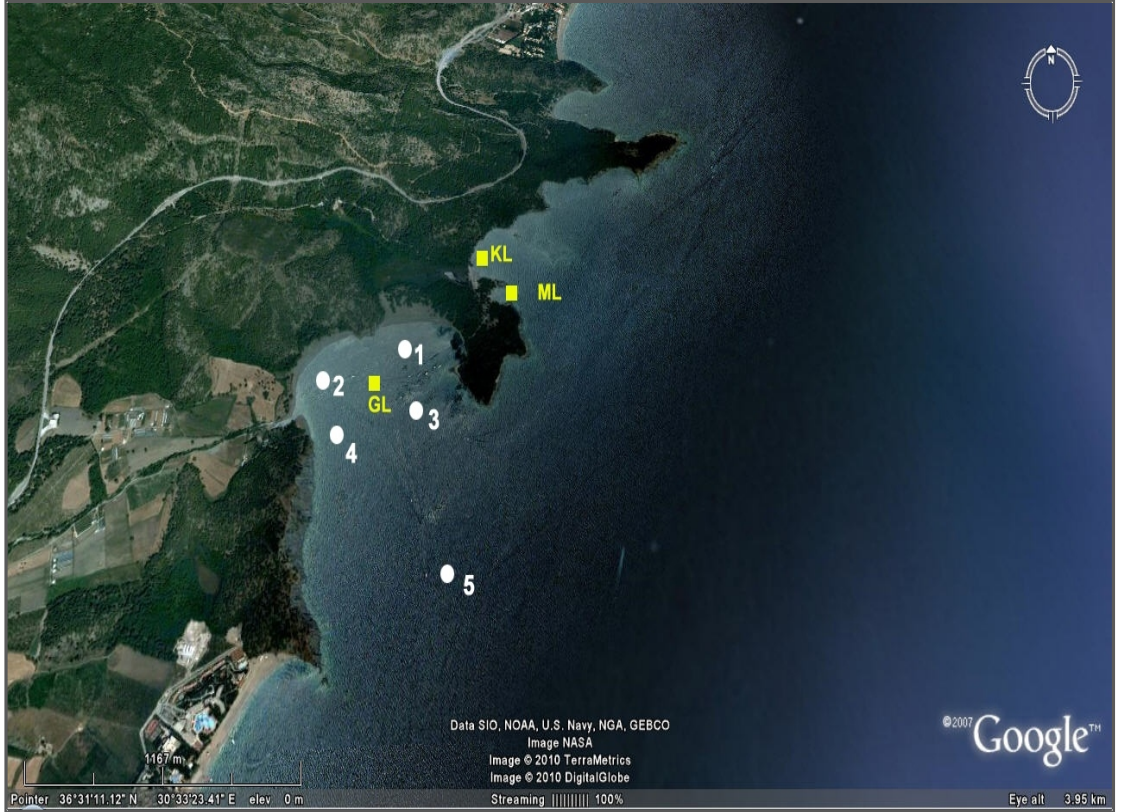 N
KL
ML
1
2
GL
3
4
5
Data SIO, NOAA, U.S. Navy, NGA, GEBCO
Image NASA
Image © 2010 TerraMetrics
Image © 2010 DigitalGlobe
©2007 Google™
1167 m
Pointer 36°31'11.12" N 30°33'23.41" E elev 0 m Streaming |||||||||| 100% Eye alt 3.95 km